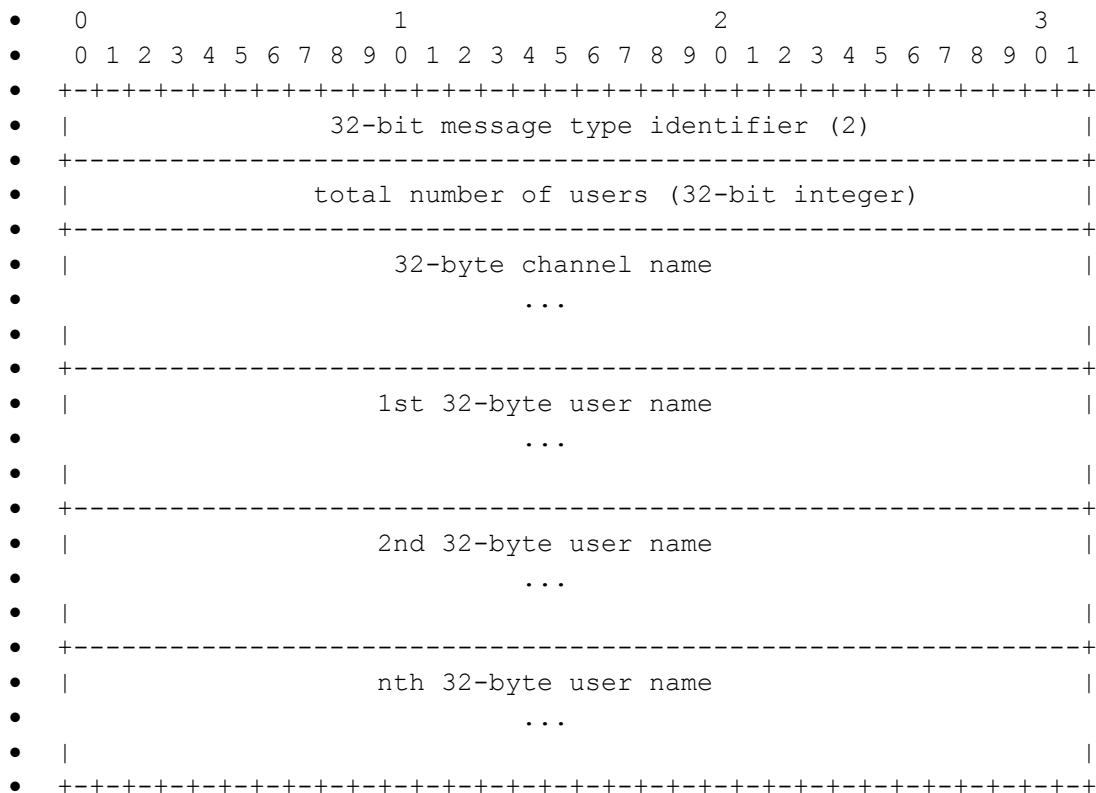 •    0                   1                   2                   3
•    0 1 2 3 4 5 6 7 8 9 0 1 2 3 4 5 6 7 8 9 0 1 2 3 4 5 6 7 8 9 0 1
•   +-+-+-+-+-+-+-+-+-+-+-+-+-+-+-+-+-+-+-+-+-+-+-+-+-+-+-+-+-+-+-+-+
•   |                32-bit message type identifier (2)             |
•   +---------------------------------------------------------------+
•   |               total number of users (32-bit integer)          |
•   +---------------------------------------------------------------+
•   |                    32-byte channel name                       |
•                                ...
•   |                                                               |
•   +---------------------------------------------------------------+
•   |                   1st 32-byte user name                       |
•                                ...
•   |                                                               |
•   +---------------------------------------------------------------+
•   |                   2nd 32-byte user name                       |
•                                ...
•   |                                                               |
•   +---------------------------------------------------------------+
•   |                   nth 32-byte user name                       |
•                                ...
•   |                                                               |
•   +-+-+-+-+-+-+-+-+-+-+-+-+-+-+-+-+-+-+-+-+-+-+-+-+-+-+-+-+-+-+-+-+